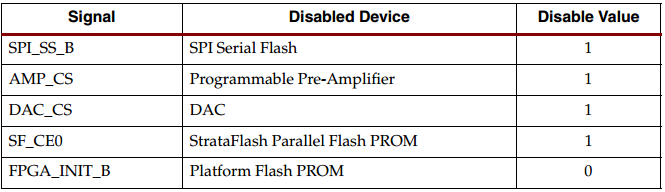 Signal Disabled Device Disable Value
SPI_SS_B SPI Serial Flash 1
AMP_CS Programmable Pre-Amplifier 1
DAC_CS DAC 1
SF_CE0 StrataFlash Parallel Flash PROM 1
FPGA_INIT_B Platform Flash PROM 0